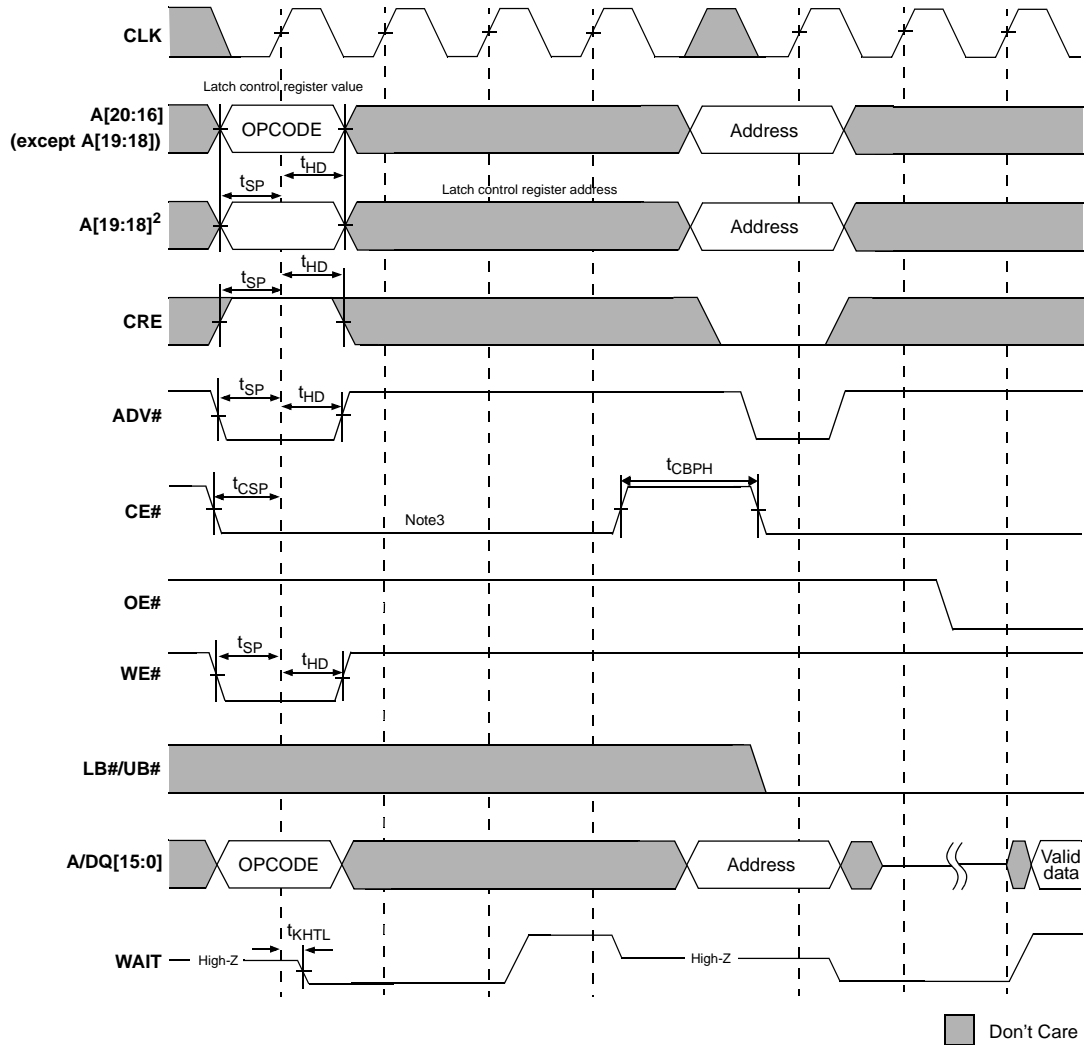 CLK
Latch control register value
A[20:16]
(except A[19:18])
OPCODE
Address
tSP
tHD
Latch control register address
A[19:18]2
Address
tSP
tHD
CRE
tSP
tHD
ADV#
tCBPH
tCSP
CE#
Note3
OE#
tSP
tHD
WE#
LB#/UB#
A/DQ[15:0]
OPCODE
Address
Valid
data
tKHTL
WAIT
High-Z
High-Z
Don't Care